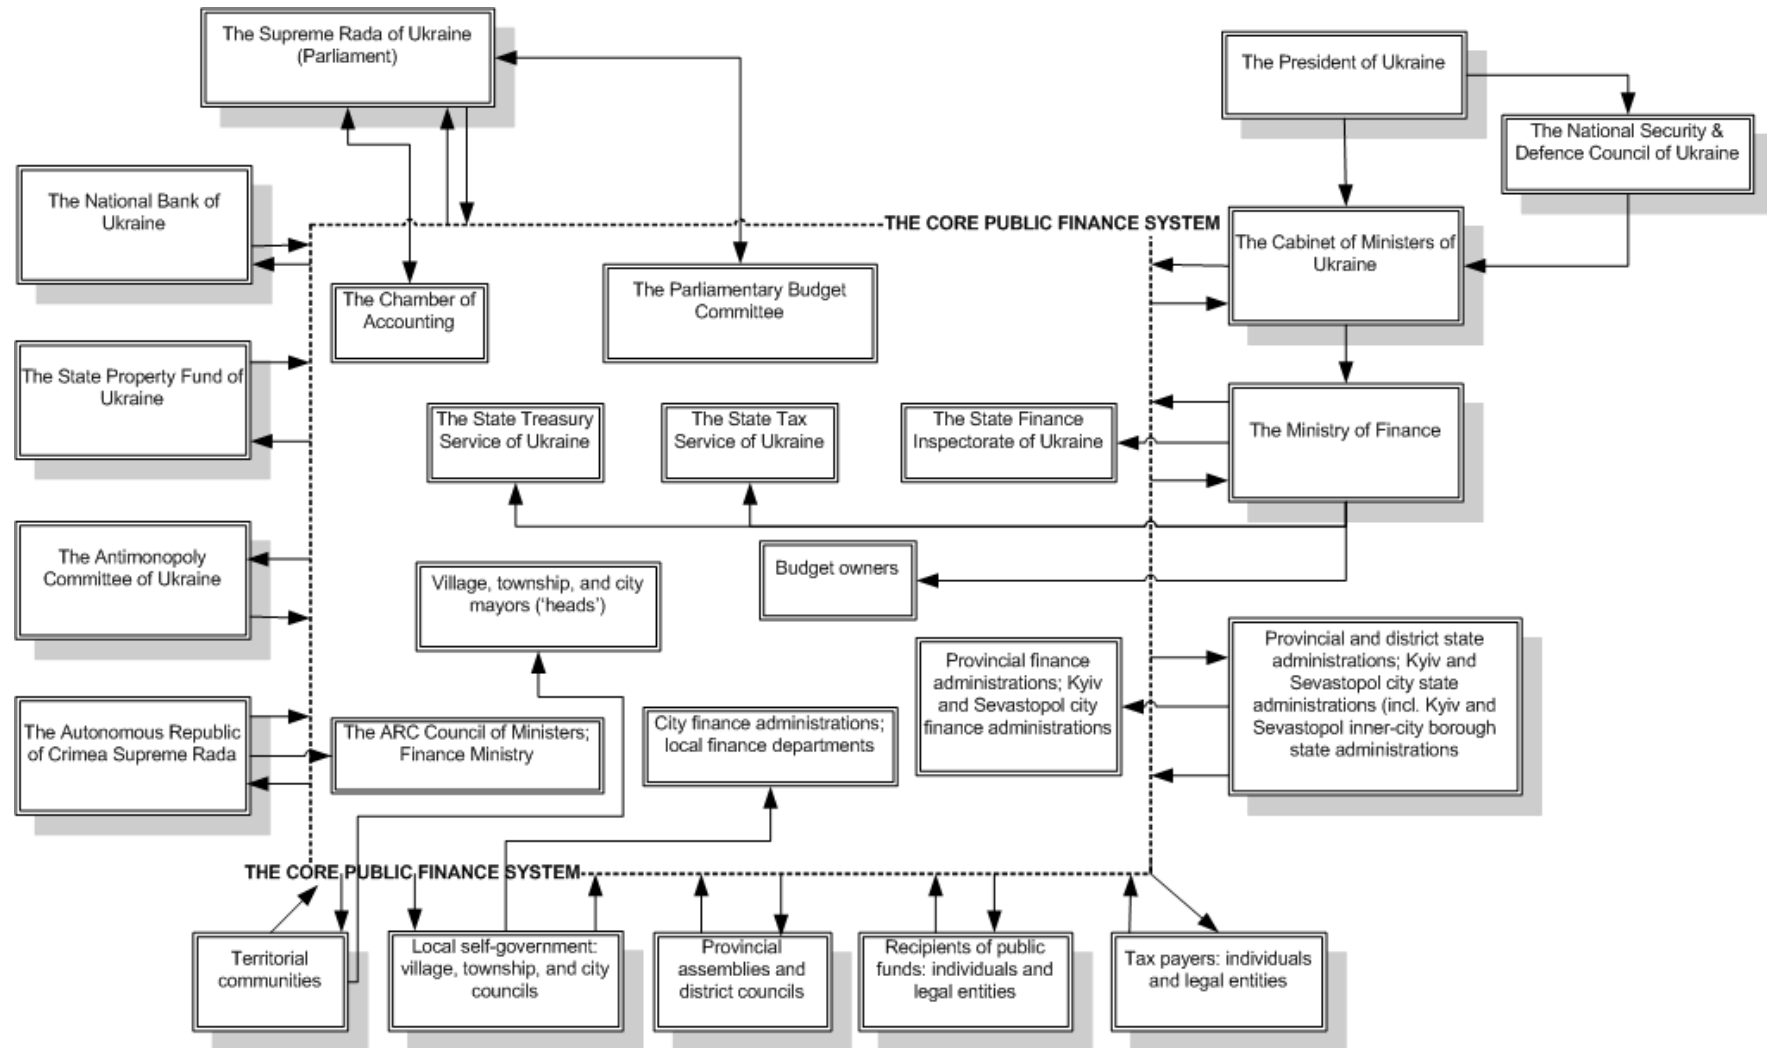 The Supreme Rada of Ukraine
(Parliament)
The President of Ukraine
The National Security &
Defence Council of Ukraine
The National Bank of
Ukraine
THE CORE PUBLIC FINANCE SYSTEM
The Cabinet of Ministers of
Ukraine
The Chamber of
Accounting
The Parliamentary Budget
Committee
The State Property Fund of
Ukraine
The State Treasury
Service of Ukraine
The State Tax
Service of Ukraine
The State Finance
Inspectorate of Ukraine
The Ministry of Finance
The Antimonopoly
Committee of Ukraine
Village, township, and city
mayors (‘heads’)
Budget owners
Provincial finance
administrations; Kyiv
and Sevastopol city
finance administrations
Provincial and district state
administrations; Kyiv and
Sevastopol city state
administrations (incl. Kyiv and
Sevastopol inner-city borough
state administrations
The Autonomous Republic
of Crimea Supreme Rada
The ARC Council of Ministers;
Finance Ministry
City finance administrations;
local finance departments
THE CORE PUBLIC FINANCE SYSTEM
Territorial
communities
Local self-government:
village, township, and city
councils
Provincial
assemblies and
district councils
Recipients of public
funds: individuals and
legal entities
Tax payers: individuals
and legal entities